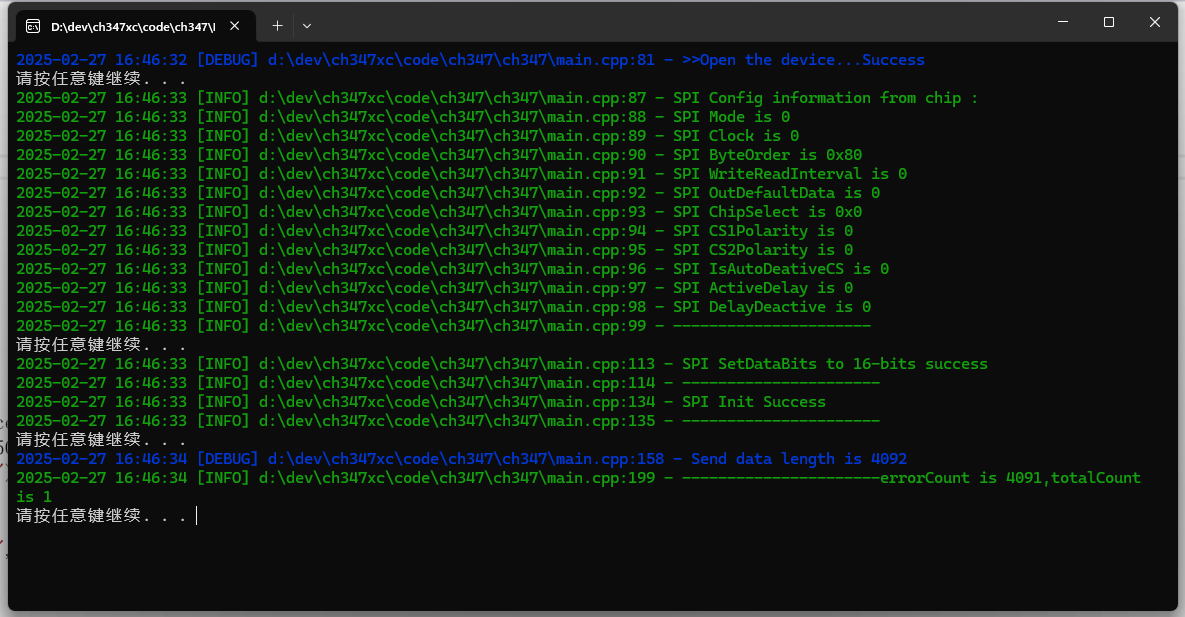 D:\dev\ch347xc\code\ch347\
2025-02-27 16:46:32 [DEBUG] d:\dev\ch347xc\code\ch347\ch347\main.cpp:81 - >>Open the device...Success
请按任意键继续. . .
2025-02-27 16:46:33 [INFO] d:\dev\ch347xc\code\ch347\ch347\main.cpp:87 - SPI Config information from chip :
2025-02-27 16:46:33 [INFO] d:\dev\ch347xc\code\ch347\ch347\main.cpp:88 - SPI Mode is 0
2025-02-27 16:46:33 [INFO] d:\dev\ch347xc\code\ch347\ch347\main.cpp:89 - SPI Clock is 0
2025-02-27 16:46:33 [INFO] d:\dev\ch347xc\code\ch347\ch347\main.cpp:90 - SPI ByteOrder is 0x80
2025-02-27 16:46:33 [INFO] d:\dev\ch347xc\code\ch347\ch347\main.cpp:91 - SPI WriteReadInterval is 0
2025-02-27 16:46:33 [INFO] d:\dev\ch347xc\code\ch347\ch347\main.cpp:92 - SPI OutDefaultData is 0
2025-02-27 16:46:33 [INFO] d:\dev\ch347xc\code\ch347\ch347\main.cpp:93 - SPI ChipSelect is 0x0
2025-02-27 16:46:33 [INFO] d:\dev\ch347xc\code\ch347\ch347\main.cpp:94 - SPI CS1Polarity is 0
2025-02-27 16:46:33 [INFO] d:\dev\ch347xc\code\ch347\ch347\main.cpp:95 - SPI CS2Polarity is 0
2025-02-27 16:46:33 [INFO] d:\dev\ch347xc\code\ch347\ch347\main.cpp:96 - SPI IsAutoDeativeCS is 0
2025-02-27 16:46:33 [INFO] d:\dev\ch347xc\code\ch347\ch347\main.cpp:97 - SPI ActiveDelay is 0
2025-02-27 16:46:33 [INFO] d:\dev\ch347xc\code\ch347\ch347\main.cpp:98 - SPI DelayDeactive is 0
2025-02-27 16:46:33 [INFO] d:\dev\ch347xc\code\ch347\ch347\main.cpp:99 - ----------------------
请按任意键继续. . .
2025-02-27 16:46:33 [INFO] d:\dev\ch347xc\code\ch347\ch347\main.cpp:113 - SPI SetDataBits to 16-bits success
2025-02-27 16:46:33 [INFO] d:\dev\ch347xc\code\ch347\ch347\main.cpp:114 - ----------------------
2025-02-27 16:46:33 [INFO] d:\dev\ch347xc\code\ch347\ch347\main.cpp:134 - SPI Init Success
2025-02-27 16:46:33 [INFO] d:\dev\ch347xc\code\ch347\ch347\main.cpp:135 - ----------------------
请按任意键继续. . .
2025-02-27 16:46:34 [DEBUG] d:\dev\ch347xc\code\ch347\ch347\main.cpp:158 - Send data length is 4092
2025-02-27 16:46:34 [INFO] d:\dev\ch347xc\code\ch347\ch347\main.cpp:199 - ----------------------errorCount is 4091,totalCount
is 1
请按任意键继续. . .